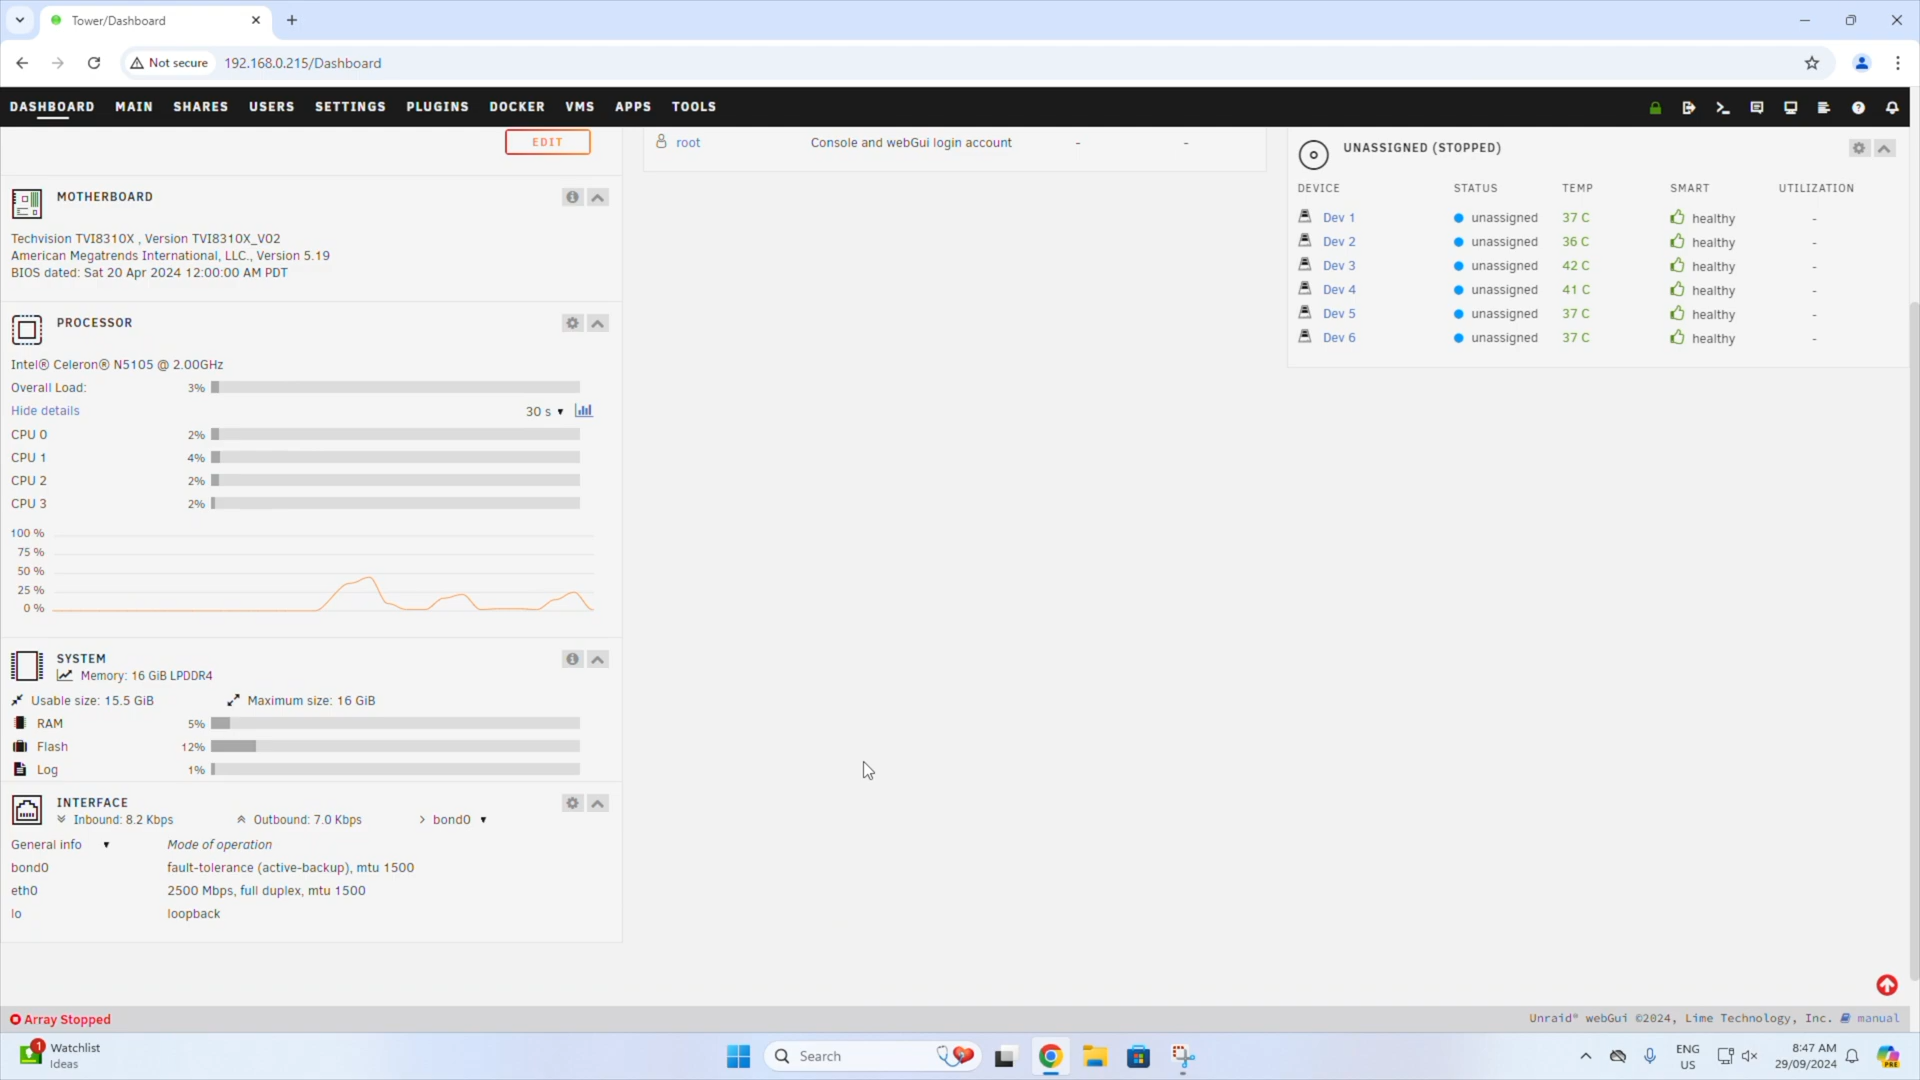 Tower/Dashboard
Not secure 192.168.0.215/Dashboard
DASHBOARD MAIN SHARES USERS SETTINGS PLUGINS DOCKER VMS APPS TOOLS
EDIT
MOTHERBOARD
Techvision TVI8310X , Version TVI8310X_V02
American Megatrends International, LLC., Version 5.19
BIOS dated: Sat 20 Apr 2024 12:00:00 AM PDT
PROCESSOR
Intel® Celeron® N5105 @ 2.00GHz
Overall Load: 3%
Hide details 30 s
CPU 0 2%
CPU 1 4%
CPU 2 2%
CPU 3 2%
100 %
75 %
50 %
25 %
0 %
SYSTEM
Memory: 16 GiB LPDDR4
Usable size: 15.5 GiB Maximum size: 16 GiB
RAM 5%
Flash 12%
Log 1%
INTERFACE
Inbound: 8.2 Kbps Outbound: 7.0 Kbps > bond0
General info Mode of operation
bond0 fault-tolerance (active-backup), mtu 1500
eth0 2500 Mbps, full duplex, mtu 1500
lo loopback
root Console and webGui login account - -
UNASSIGNED (STOPPED)
DEVICE STATUS TEMP SMART UTILIZATION
Dev 1 unassigned 37 C healthy -
Dev 2 unassigned 36 C healthy -
Dev 3 unassigned 42 C healthy -
Dev 4 unassigned 41 C healthy -
Dev 5 unassigned 37 C healthy -
Dev 6 unassigned 37 C healthy -
Array Stopped
Unraid® webGui ©2024, Lime Technology, Inc. manual
1
Watchlist
Ideas
Search
ENG
US
8:47 AM
29/09/2024
PRE